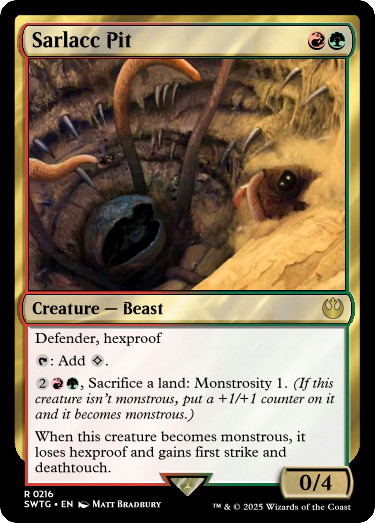 Sarlacc Pit
Creature — Beast
Defender, hexproof
: Add .
2, Sacrifice a land: Monstrosity 1. (If this
creature isn't monstrous, put a +1/+1 counter on
it and it becomes monstrous.)
When this creature becomes monstrous, it
loses hexproof and gains first strike and
deathtouch.
0/4
R 0216
SWTG • EN Matt Bradbury
™ & © 2025 Wizards of the Coast